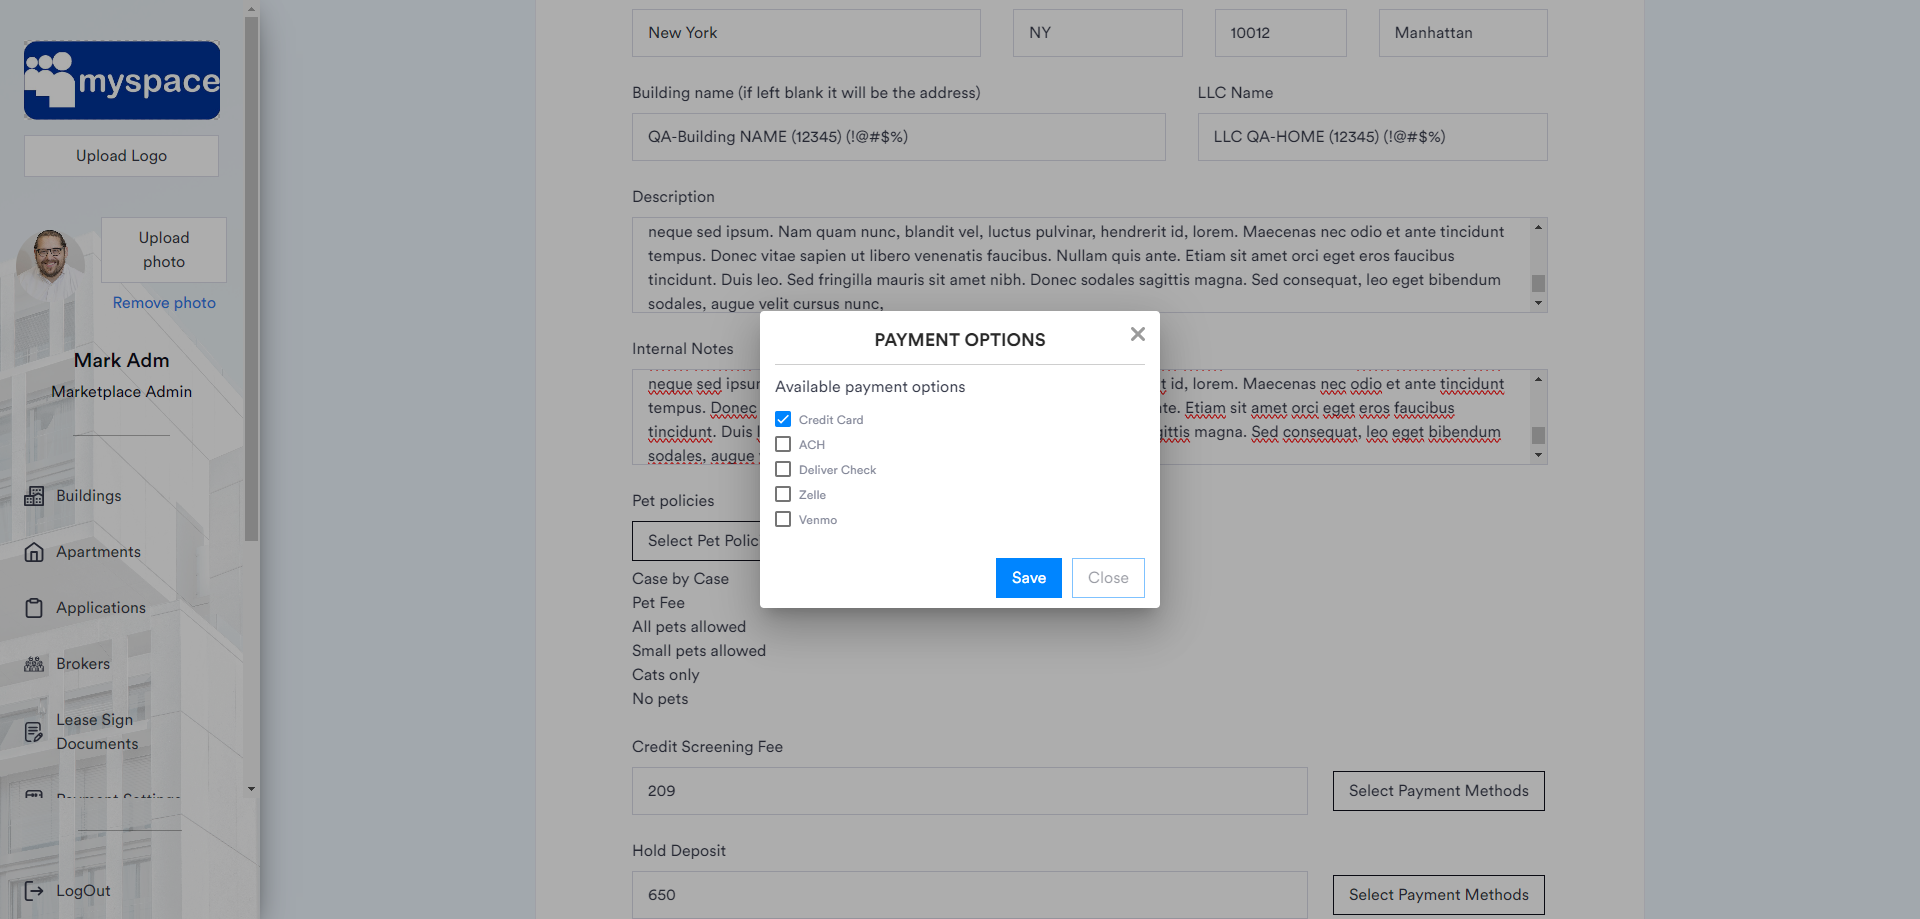 myspace
Upload Logo
Upload
photo
Remove photo
Mark Adm
Marketplace Admin
Buildings
Apartments
Applications
Brokers
Lease Sign
Documents
Payment Settings
LogOut
New York
NY
10012
Manhattan
Building name (if left blank it will be the address)
LLC Name
QA-Building NAME (12345) (!@#$%)
LLC QA-HOME (12345) (!@#$%)
Description
neque sed ipsum. Nam quam nunc, blandit vel, luctus pulvinar, hendrerit id, lorem. Maecenas nec odio et ante tincidunt
tempus. Donec vitae sapien ut libero venenatis faucibus. Nullam quis ante. Etiam sit amet orci eget eros faucibus
tincidunt. Duis leo. Sed fringilla mauris sit amet nibh. Donec sodales sagittis magna. Sed consequat, leo eget bibendum
sodales, augue velit cursus nunc,
Internal Notes
neque sed id, lorem. Maecenas nec odio et ante tincidunt
tempus. Donec Etiam sit amet orci eget eros faucibus
tincidunt. Duis magna. Sed consequat, leo eget bibendum
sodales, augue
PAYMENT OPTIONS
Available payment options
Credit Card
ACH
Deliver Check
Zelle
Venmo
Save
Close
Pet policies
Select Pet Polic
Case by Case
Pet Fee
All pets allowed
Small pets allowed
Cats only
No pets
Credit Screening Fee
209
Select Payment Methods
Hold Deposit
650
Select Payment Methods